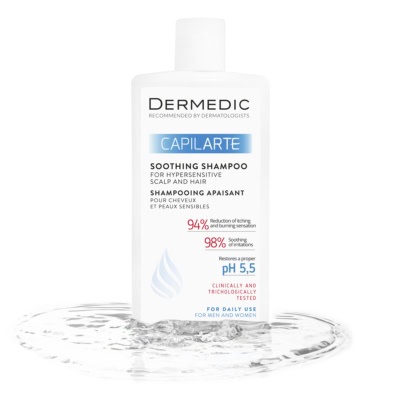 DERMEDIC
RECOMMENDED BY DERMATOLOGISTS
CAPILARTE
SOOTHING SHAMPOO
FOR HYPERSENSITIVE
SCALP AND HAIR
SHAMPOOING APAISANT
POUR CHEVEUX
ET PEAUX SENSIBLES
94% Reduction of itching
and burning sensation
98% Soothing
of irritations
Restores a proper
pH 5,5
CLINICALLY AND
TRICHOLOGICALLY
TESTED
FOR DAILY USE
FOR MEN AND WOMEN